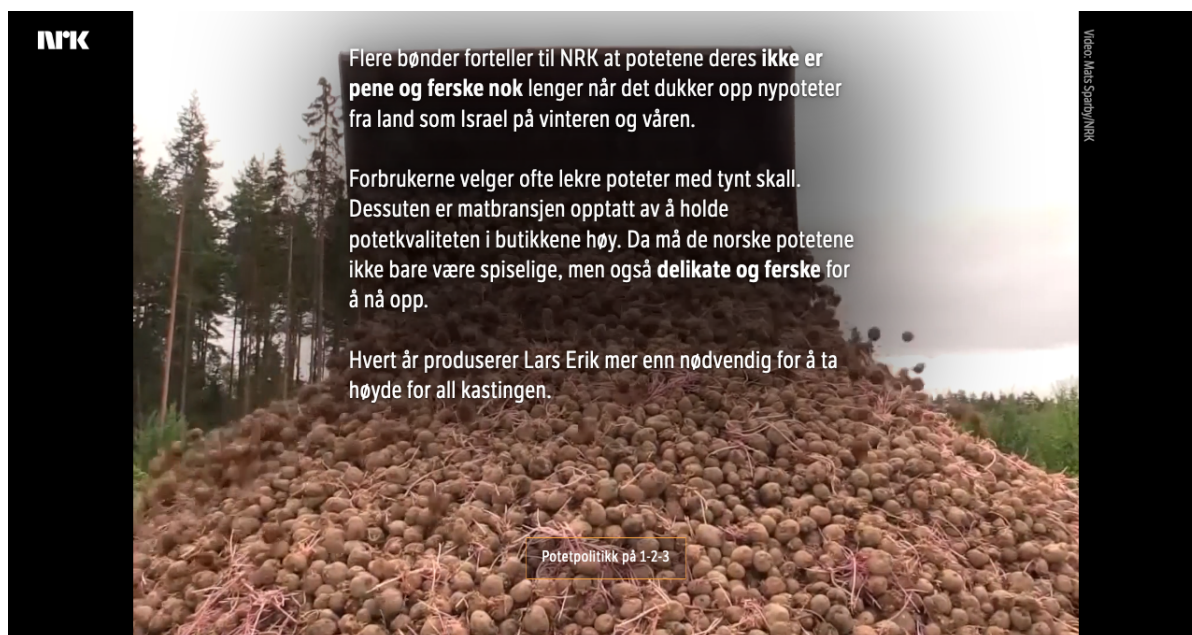 NRK
Flere bønder forteller til NRK at potetene deres ikke er
pene og ferske nok lenger når det dukker opp nypoteter
fra land som Israel på vinteren og våren.
Forbrukerne velger ofte lekre poteter med tynt skall.
Dessuten er matbransjen opptatt av å holde
potetkvaliteten i butikkene høy. Da må de norske potetene
ikke bare være spiselige, men også delikate og ferske for
å nå opp.
Hvert år produserer Lars Erik mer enn nødvendig for å ta
høyde for all kastingen.
Potetpolitikk på 1-2-3
Video: Mats Sparby/NRK